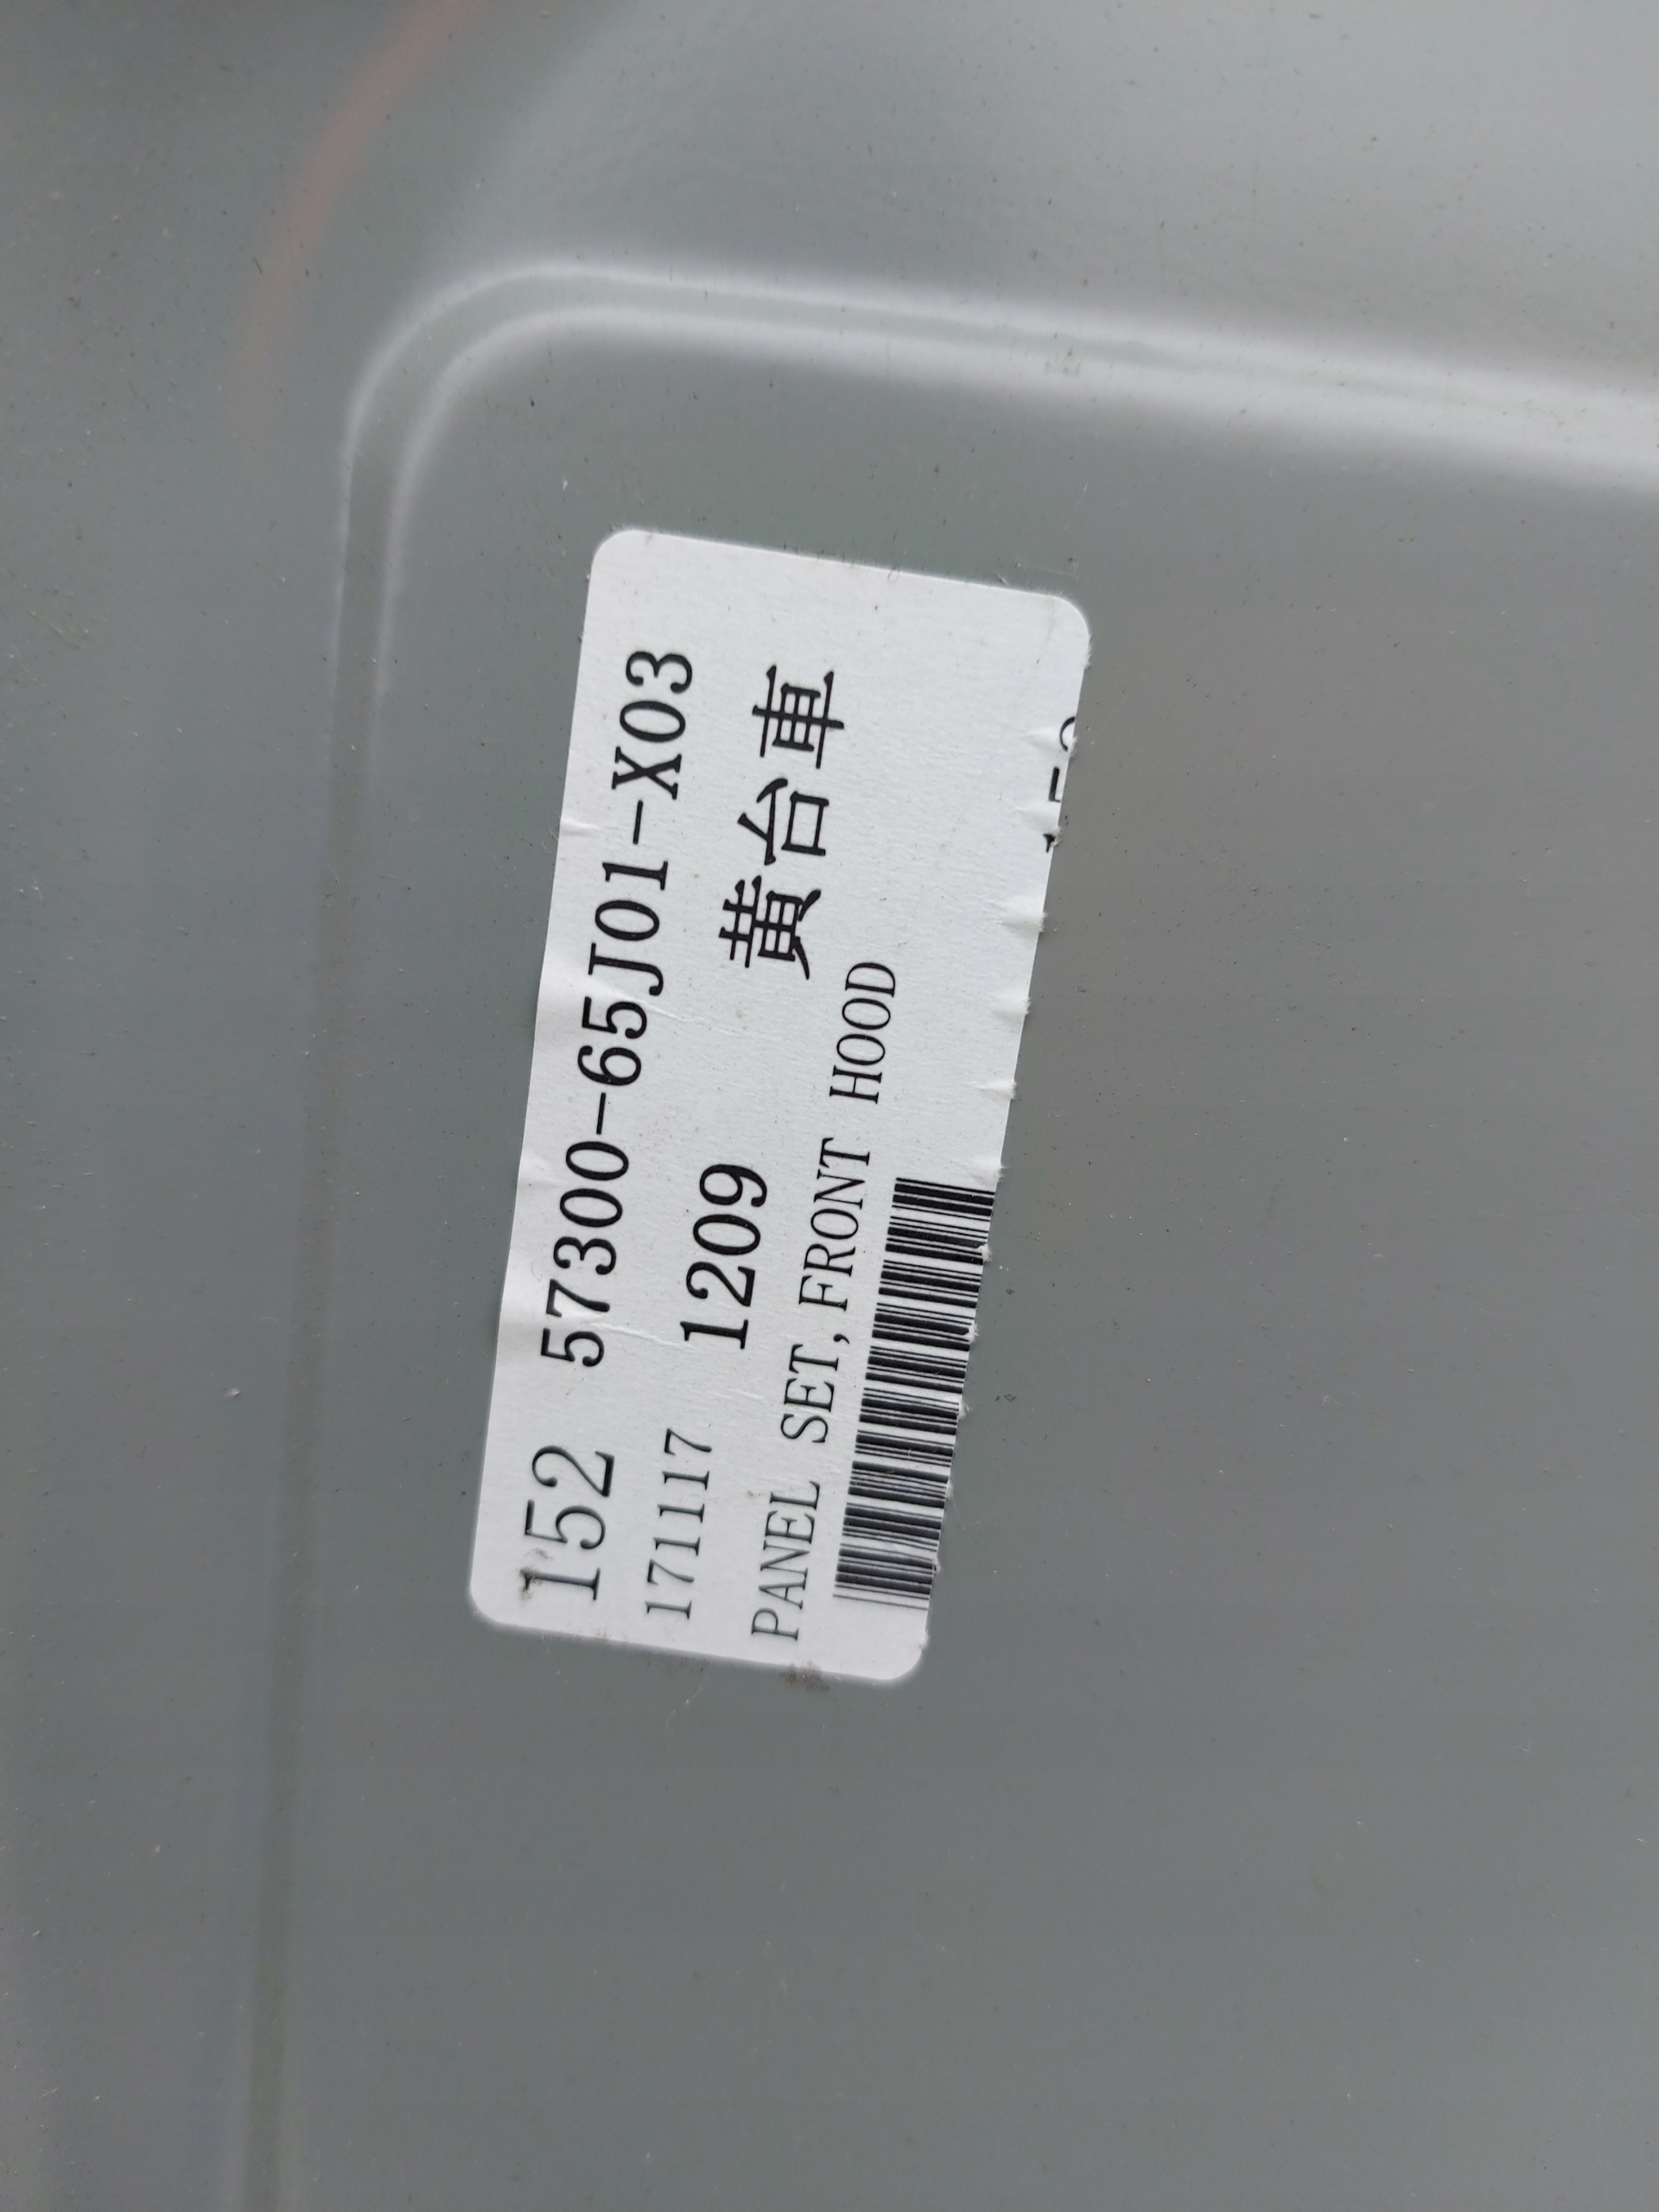 152 57300-65J01-X03
171117 1209 黄台車
PANEL SET,FRONT HOOD